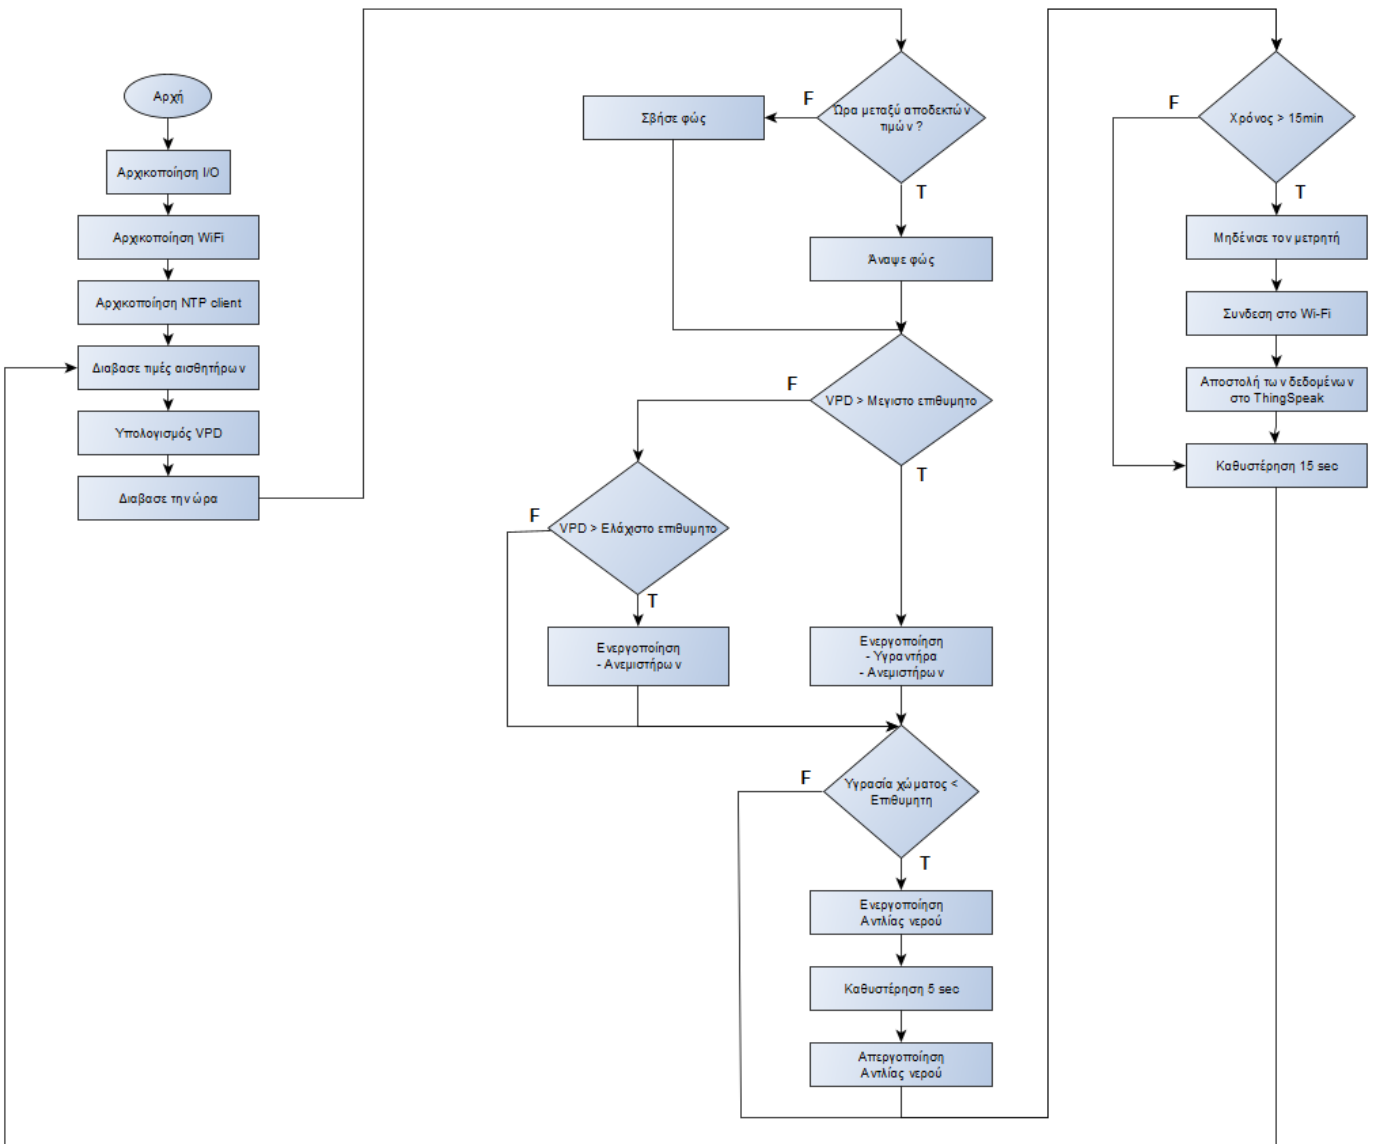 Αρχή
Αρχικοποίηση I/O
Αρχικοποίηση WiFi
Αρχικοποίηση NTP client
Διαβασε τιμές αισθητήρων
Υπολογισμός VPD
Διαβασε την ώρα
Ώρα μεταξύ αποδεκτών
τιμών ?
F
T
Σβήσε φώς
Άναψε φώς
VPD > Μεγιστο επιθυμητο
F
T
VPD > Ελάχιστο επιθυμητο
F
T
Ενεργοποίηση
- Ανεμιστήρων
Ενεργοποίηση
- Υγραντήρα
- Ανεμιστήρων
Υγρασία χώματος <
Επιθυμητη
F
T
Ενεργοποίηση
Αντλίας νερού
Καθυστέρηση 5 sec
Απεργοποίηση
Αντλίας νερού
Χρόνος > 15min
F
T
Μηδένισε τον μετρητή
Συνδεση στο Wi-Fi
Αποστολή των δεδομένων
στο ThingSpeak
Καθυστέρηση 15 sec